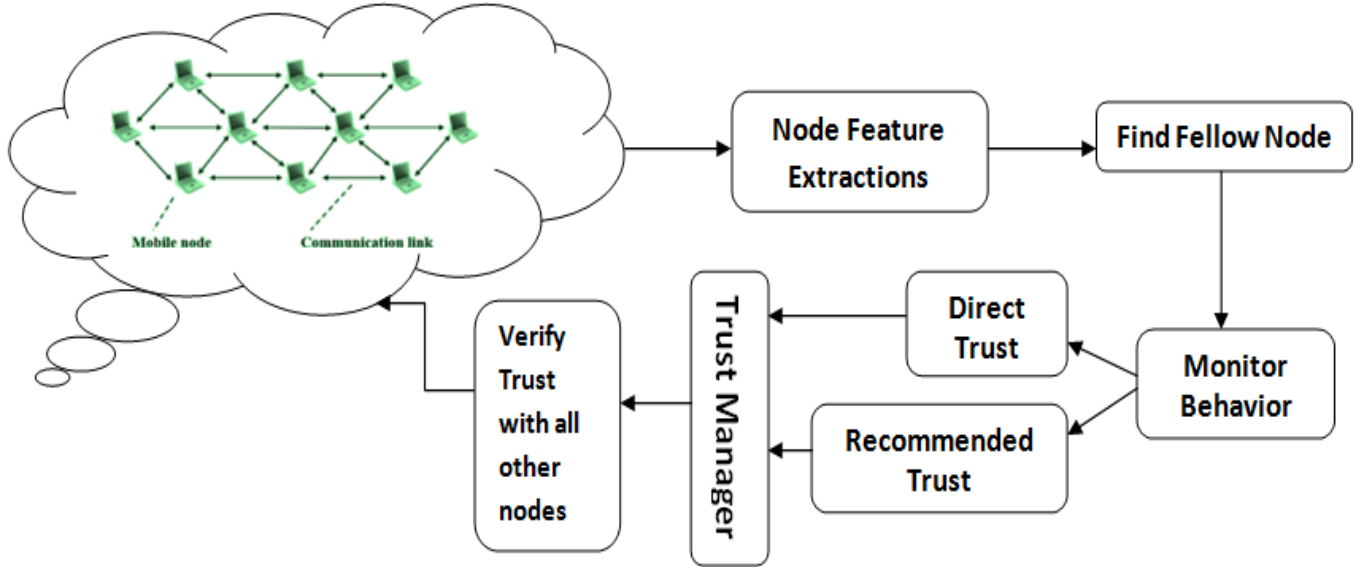 Mobile node
Communication link
Node Feature
Extractions
Find Fellow Node
Monitor
Behavior
Direct
Trust
Recommended
Trust
Trust Manager
Verify
Trust
with all
other
nodes